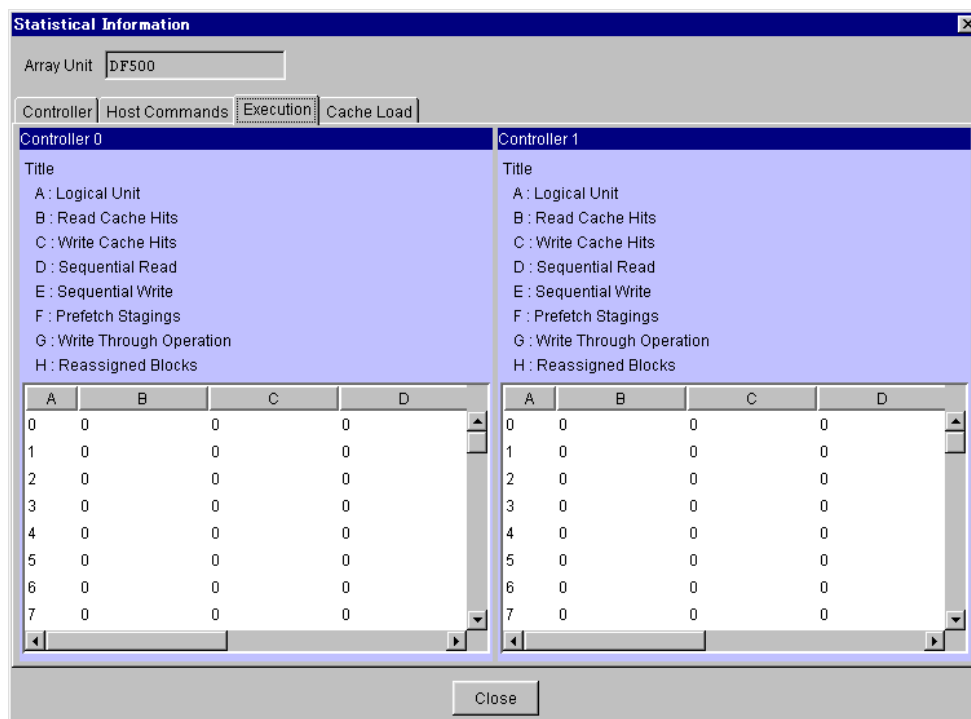 Statistical Information
Array Unit DF500
Controller Host Commands Execution Cache Load
Controller 0
Title
A : Logical Unit
B : Read Cache Hits
C : Write Cache Hits
D : Sequential Read
E : Sequential Write
F : Prefetch Stagings
G : Write Through Operation
H : Reassigned Blocks
A B C D
0 0 0 0
1 0 0 0
2 0 0 0
3 0 0 0
4 0 0 0
5 0 0 0
6 0 0 0
7 0 0 0
Controller 1
Title
A : Logical Unit
B : Read Cache Hits
C : Write Cache Hits
D : Sequential Read
E : Sequential Write
F : Prefetch Stagings
G : Write Through Operation
H : Reassigned Blocks
A B C D
0 0 0 0
1 0 0 0
2 0 0 0
3 0 0 0
4 0 0 0
5 0 0 0
6 0 0 0
7 0 0 0
Close